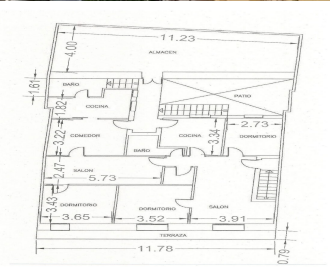 11.23
4.00
ALMACEN
1.61
BAÑO
PATIO
1.82
COCINA
2.73
3.22
COMEDOR
COCINA
3.34
DORMITORIO
BAÑO
2.47
SALON
5.73
3.43
DORMITORIO
DORMITORIO
SALON
3.65
3.52
3.91
TERRAZA
11.78
0.79